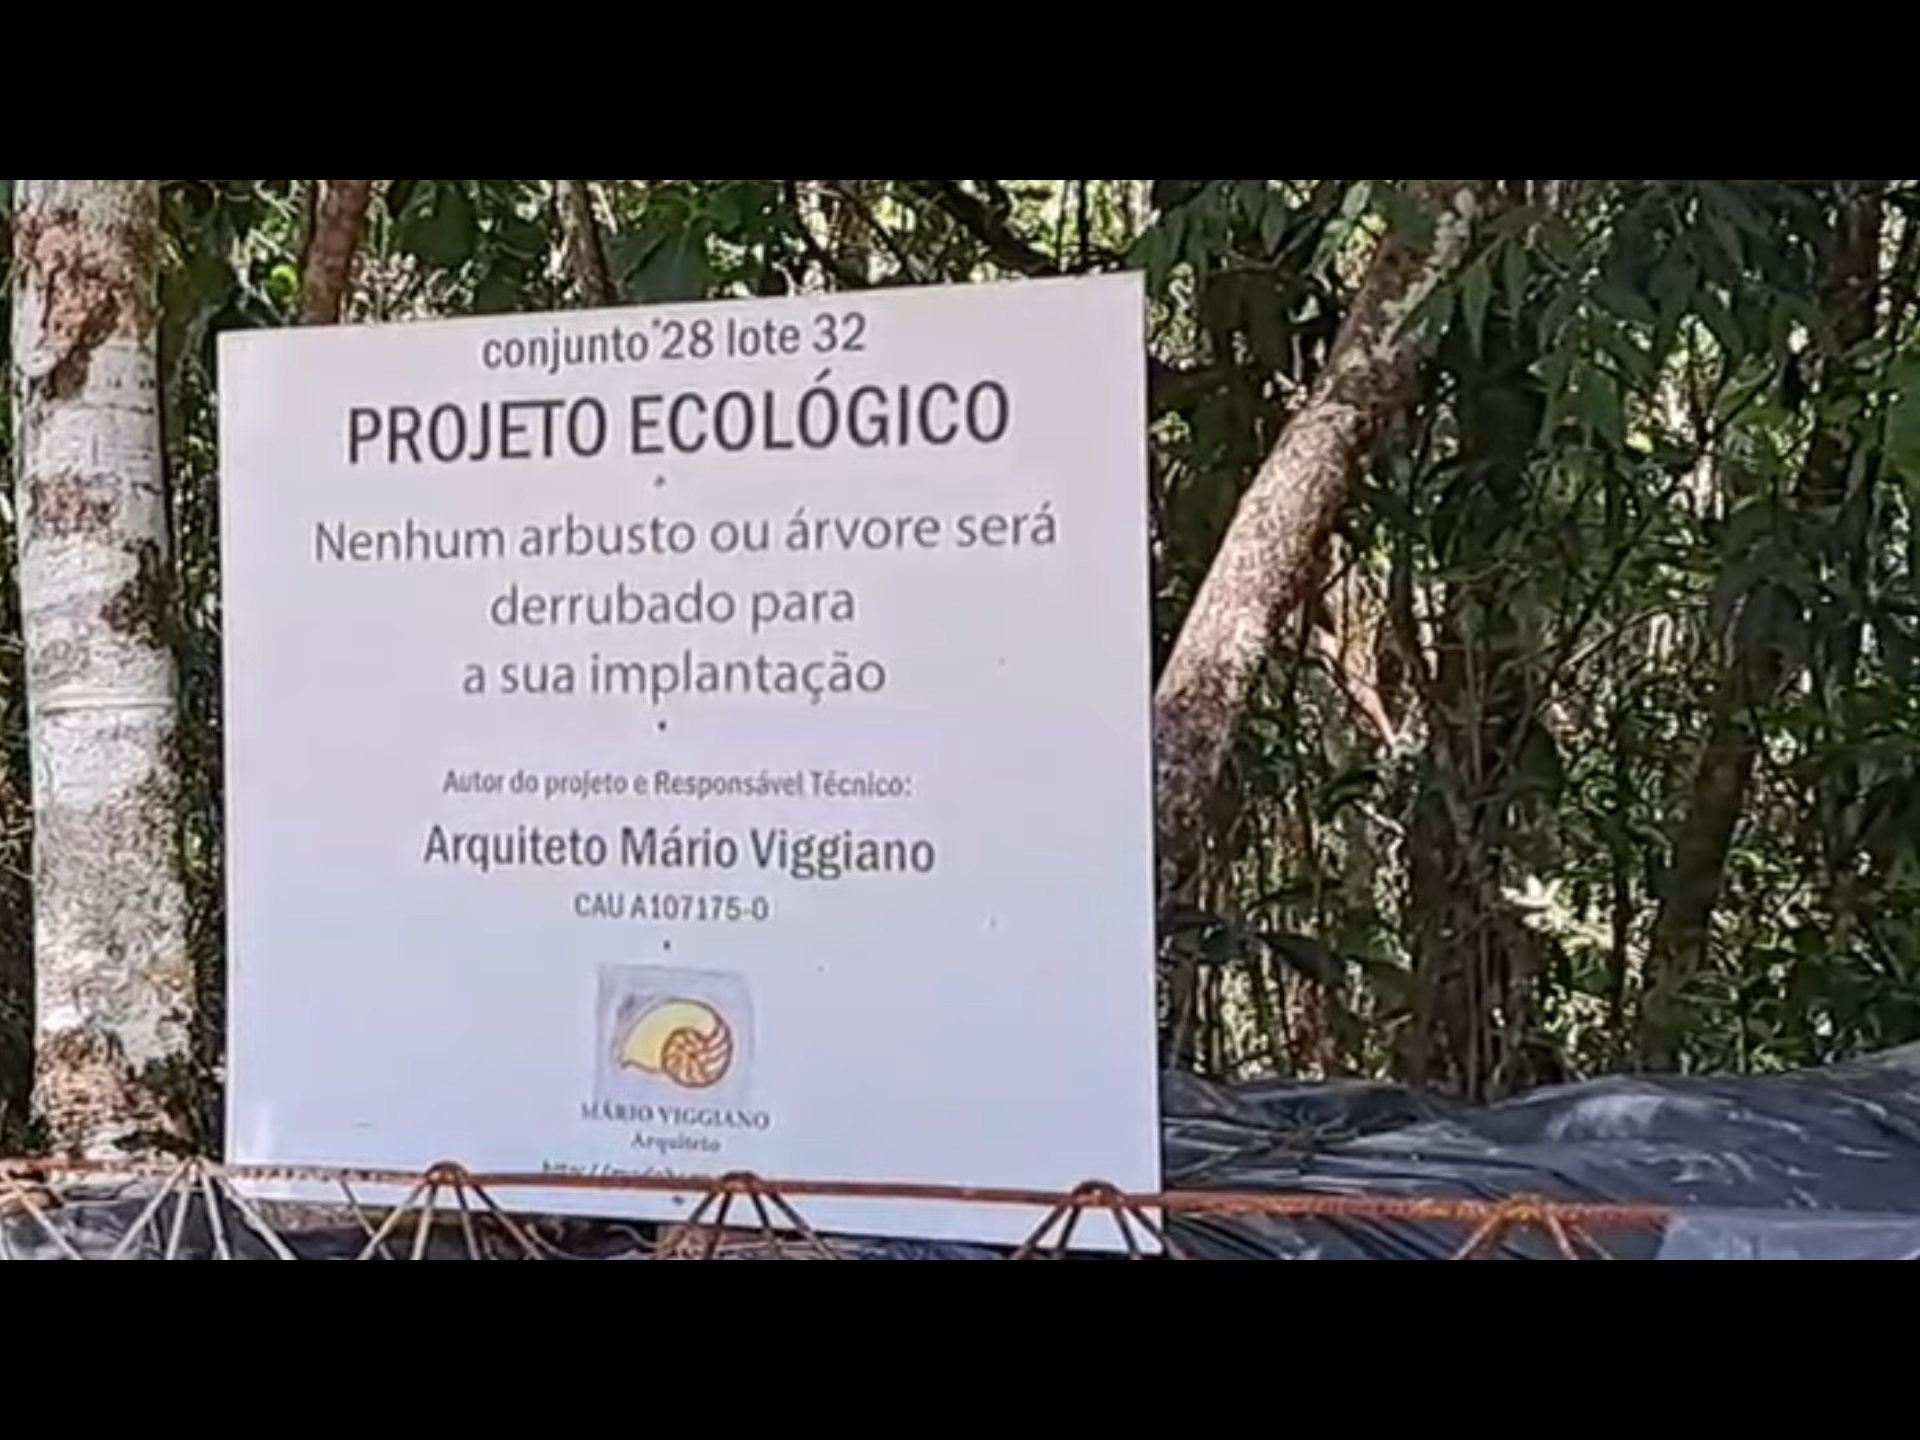 conjunto 28 lote 32
PROJETO ECOLÓGICO
Nenhum arbusto ou árvore será
derrubado para
a sua implantação
Autor do projeto e Responsável Técnico:
Arquiteto Mário Viggiano
CAU A107175-0
MÁRIO VIGGIANO
Arquiteto